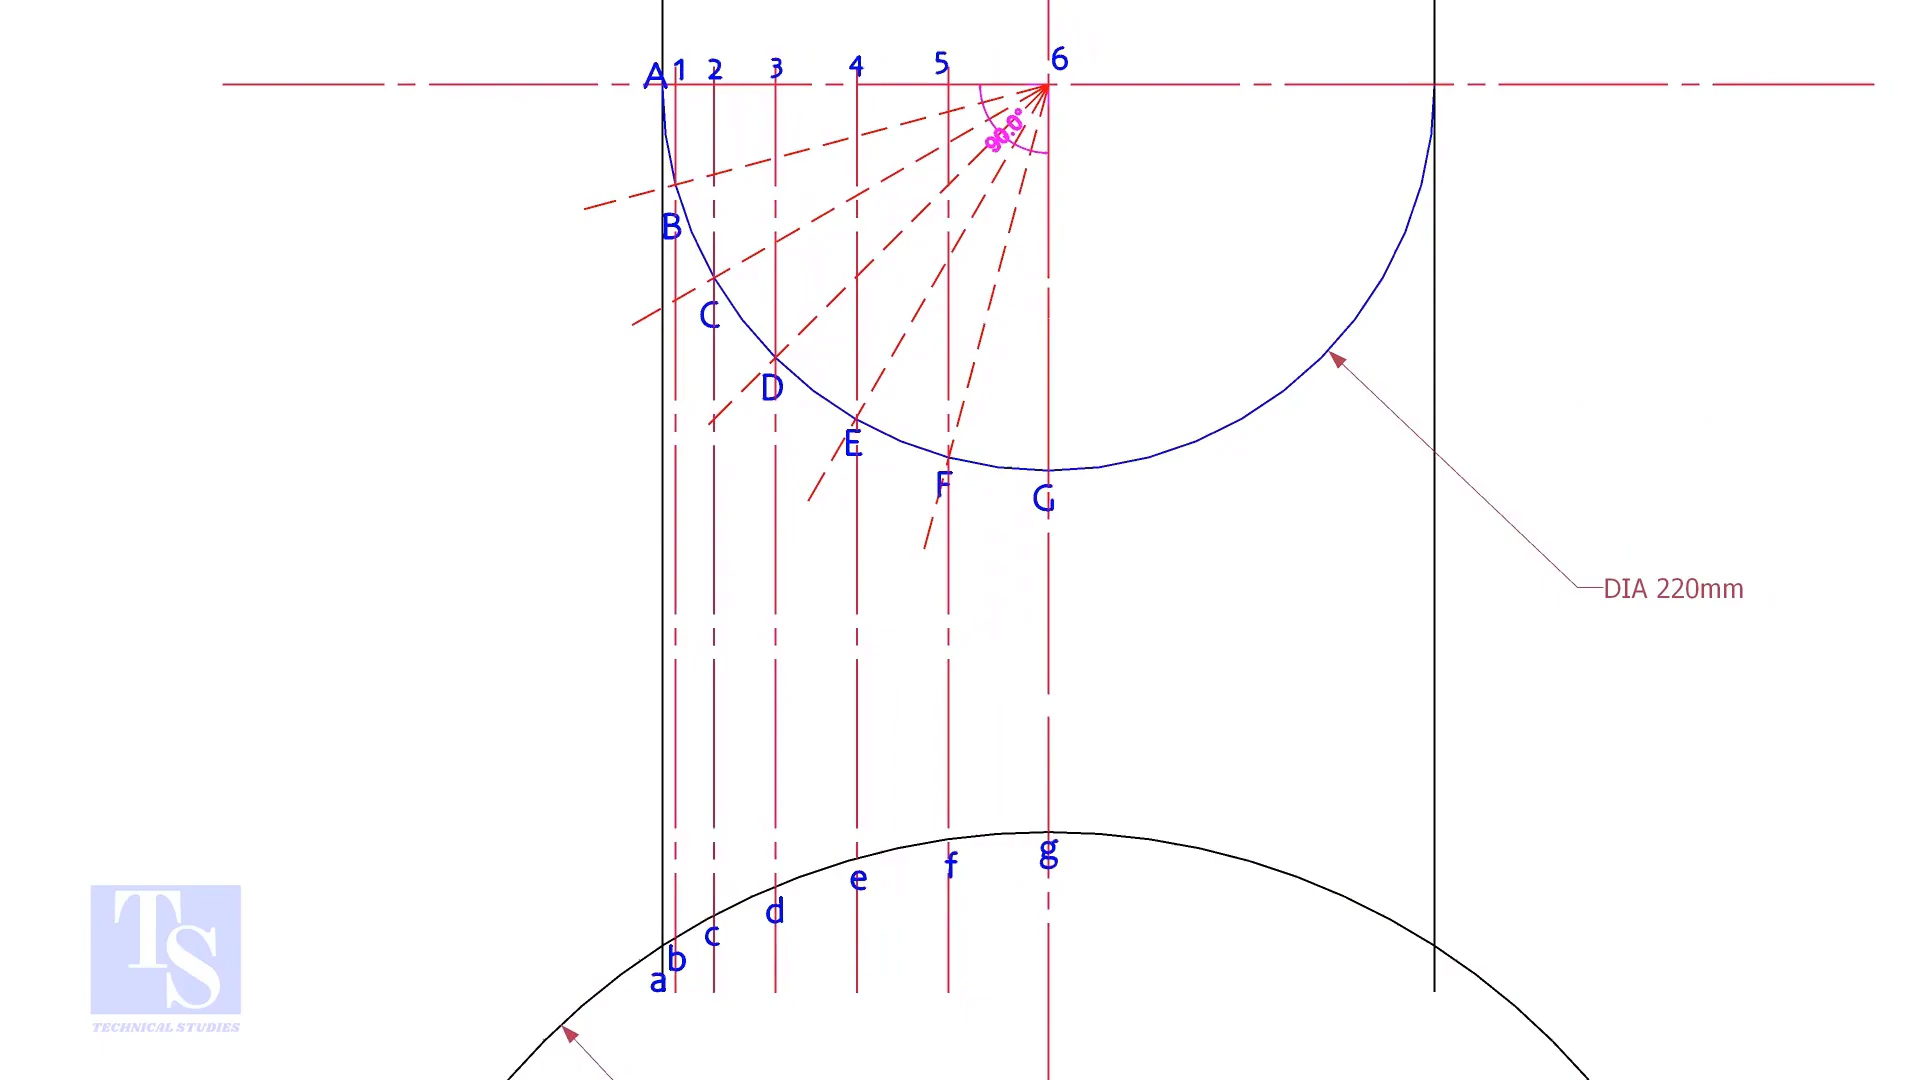 A 1 2 3 4 5 6
90.0°
B
C
D
E
F
G
DIA 220mm
a b c d e f g
TS
TECHNICAL STUDIES